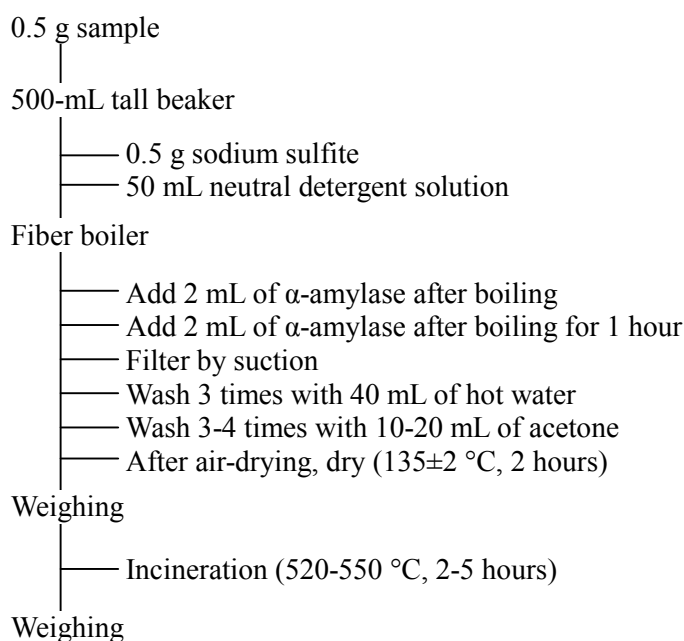 0.5 g sample
500-mL tall beaker
0.5 g sodium sulfite
50 mL neutral detergent solution
Fiber boiler
Add 2 mL of α-amylase after boiling
Add 2 mL of α-amylase after boiling for 1 hour
Filter by suction
Wash 3 times with 40 mL of hot water
Wash 3-4 times with 10-20 mL of acetone
After air-drying, dry (135±2 °C, 2 hours)
Weighing
Incineration (520-550 °C, 2-5 hours)
Weighing